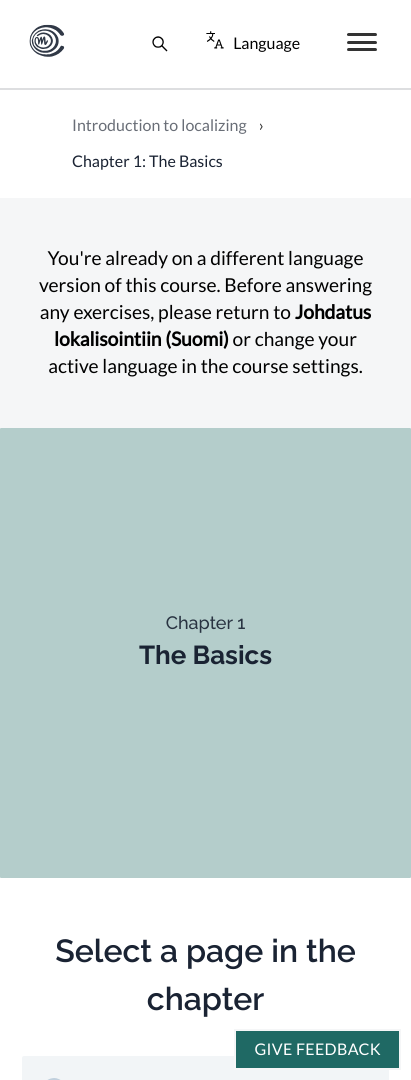 Language
Introduction to localizing ›
Chapter 1: The Basics
You're already on a different language
version of this course. Before answering
any exercises, please return to Johdatus
lokalisointiin (Suomi) or change your
active language in the course settings.
Chapter 1
The Basics
Select a page in the
chapter
GIVE FEEDBACK